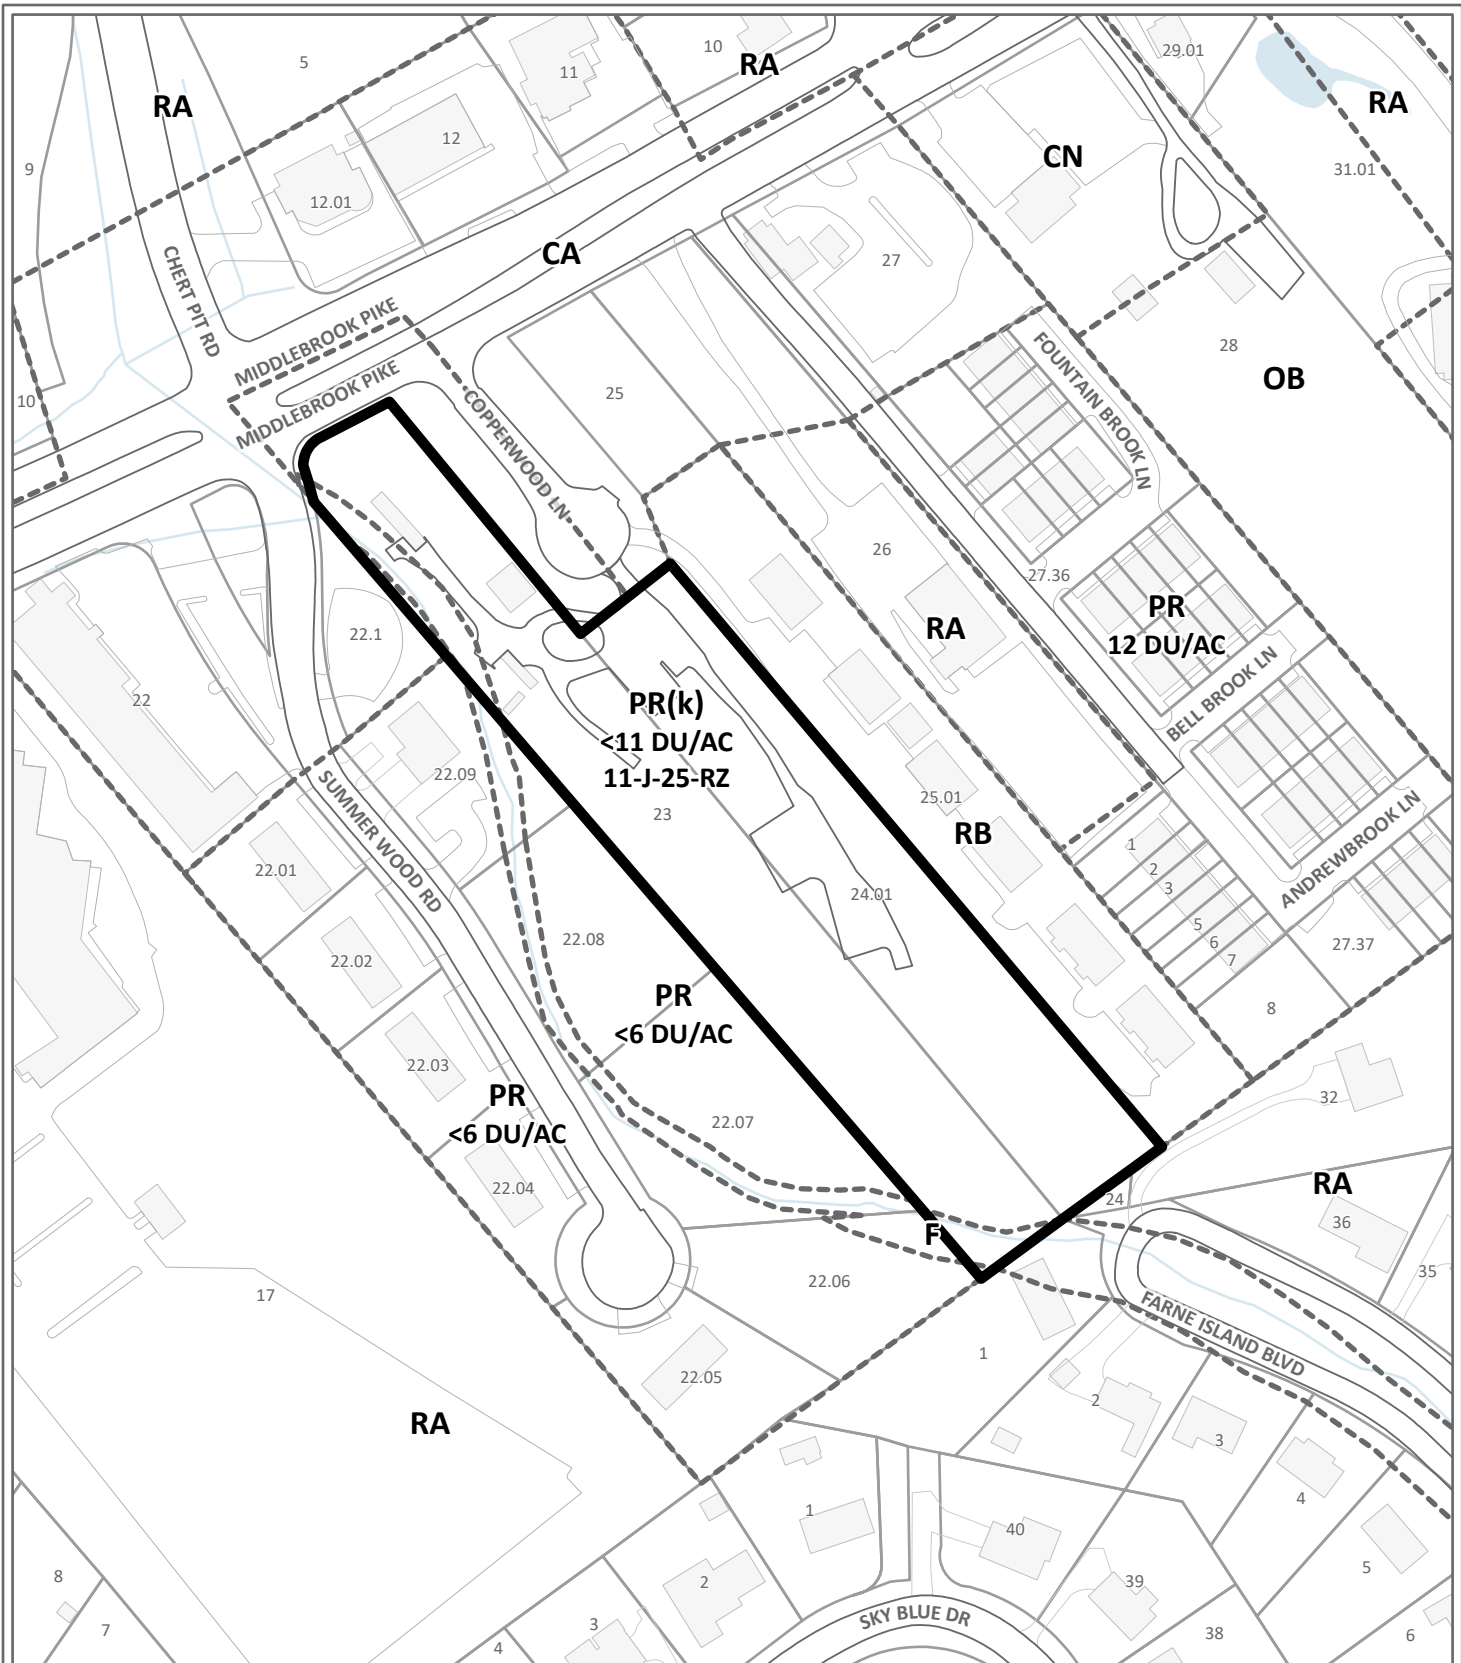 5
11
10
RA
29.01
RA
RA
12
CN
9
31.01
12.01
CA
27
CHERT PIT RD
MIDDLEBROOK PIKE
28
OB
FOUNTAIN BROOK LN
MIDDLEBROOK PIKE
25
10
COPPERWOOD LN
26
27.36
PR
12 DU/AC
22.1
RA
BELL BROOK LN
22
PR(k)
<11 DU/AC
11-J-25-RZ
22.09
23
25.01
RB
SUMMER WOOD RD
ANDREWBROOK LN
1
2
3
5
6
7
22.01
24.01
22.08
27.37
22.02
PR
<6 DU/AC
8
22.03
32
PR
<6 DU/AC
22.07
22.04
24
RA
36
F
35
22.06
17
FARNE ISLAND BLVD
1
22.05
2
3
RA
4
1
40
5
8
2
39
SKY BLUE DR
7
3
4
38
6